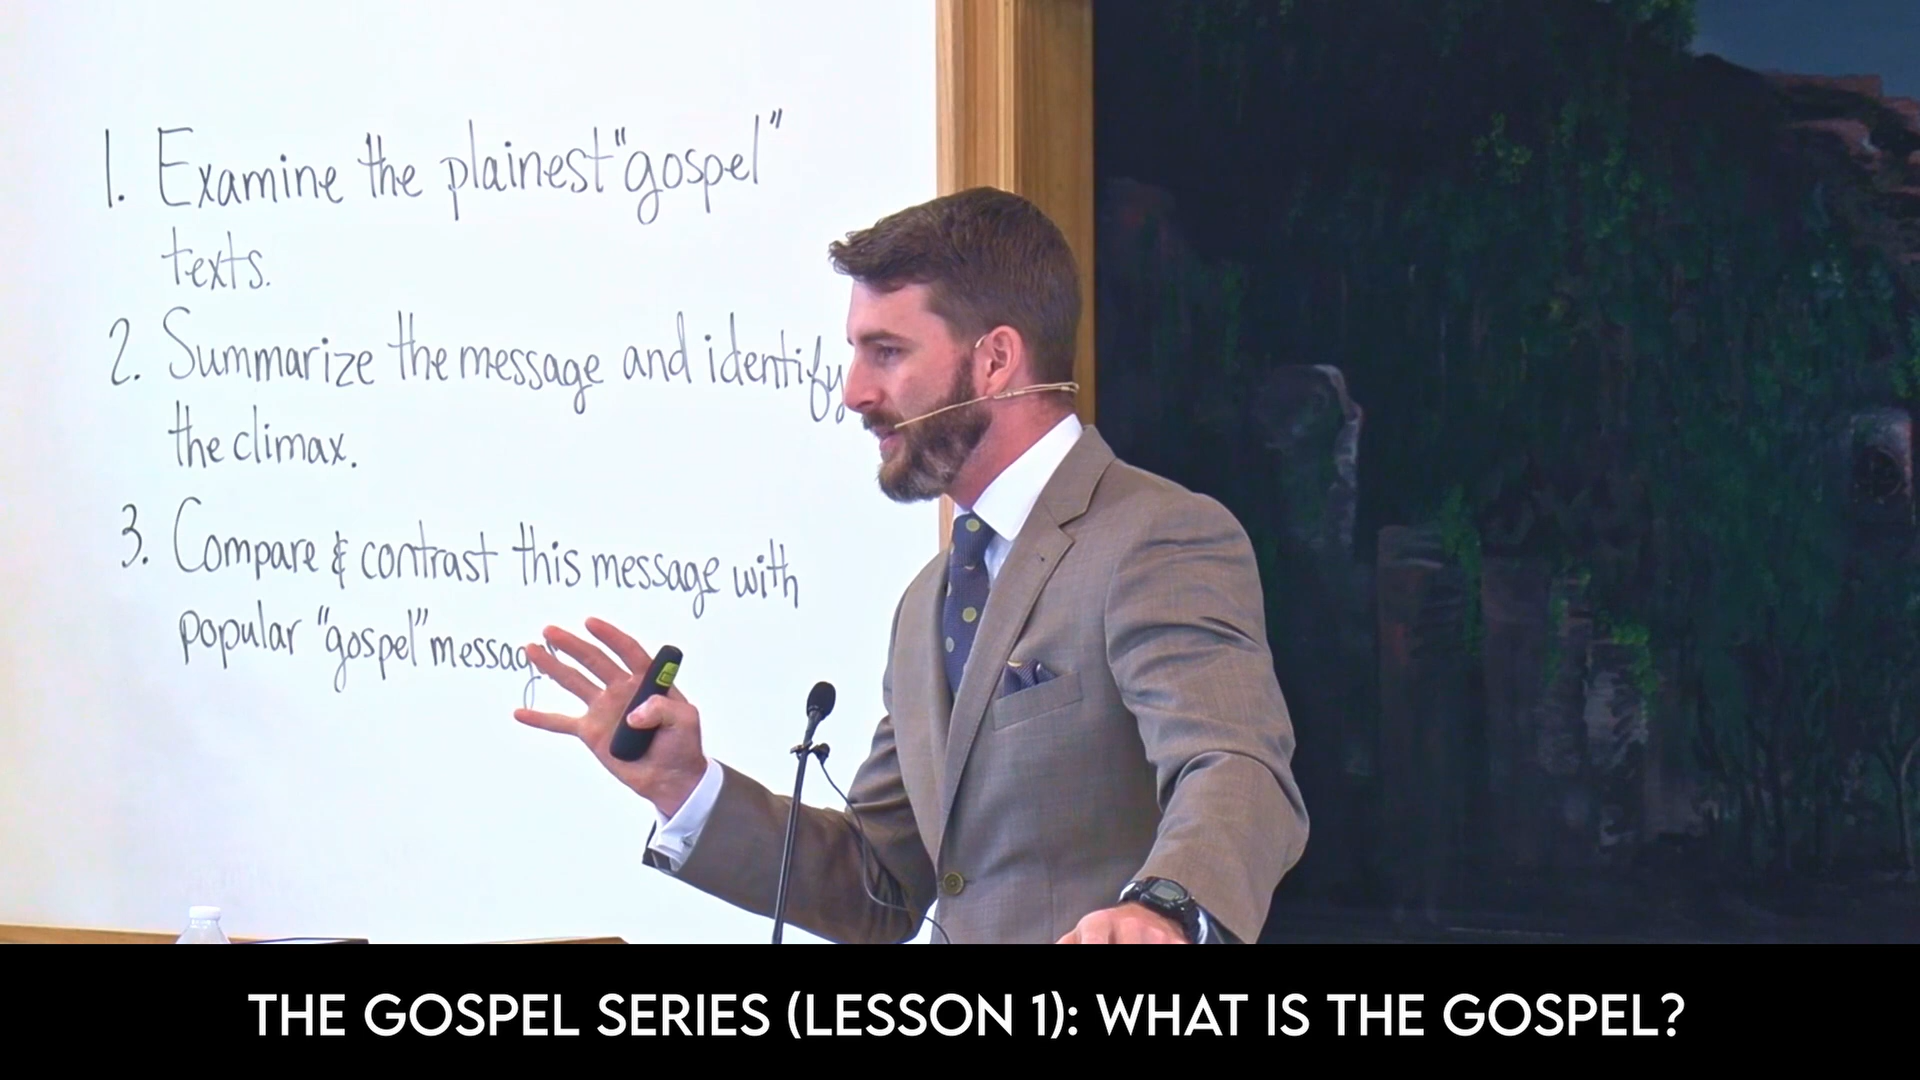 1. Examine the plainest "gospel"
texts.
2. Summarize the message and identify
the climax.
3. Compare & contrast this message with
popular "gospel" messag
THE GOSPEL SERIES (LESSON 1): WHAT IS THE GOSPEL?